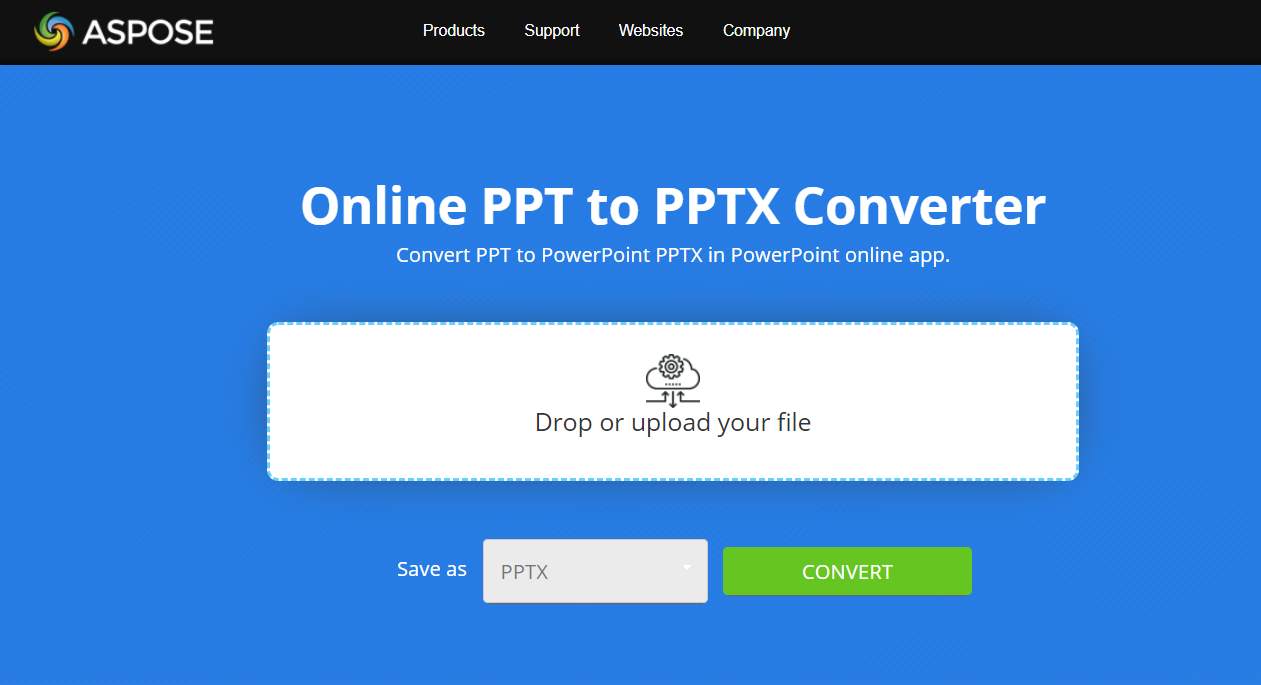 ASPOSE
Products Support Websites Company
Online PPT to PPTX Converter
Convert PPT to PowerPoint PPTX in PowerPoint online app.
Drop or upload your file
Save as PPTX CONVERT